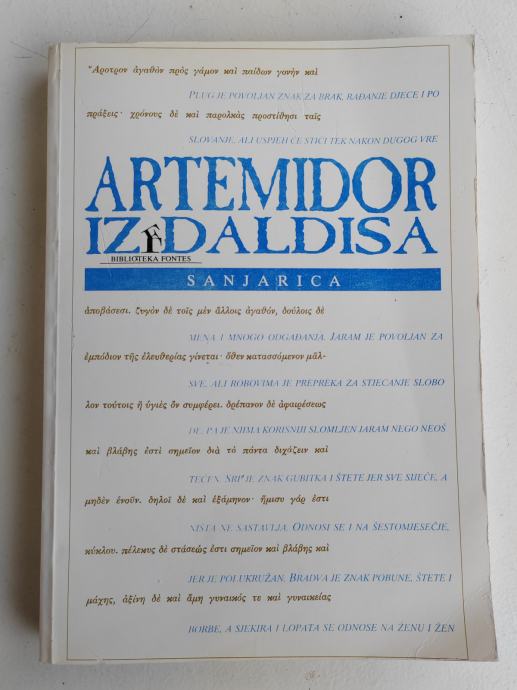 "Αροτρον ἀγαθὸν πρὸς γάμον καὶ παίδων γονὴν καὶ
PLUG JE POVOLJAN ZNAK ZA BRAK, RAĐANJE DJECE I PO
πράξεις· χρόνους δὲ καὶ παρολκὰς προστίθησι ταῖς
SLOVANJE, ALI USPJEH ĆE STIĆI TEK NAKON DUGOG VRE
ARTEMIDOR
IZ DALDISA
BIBLIOTEKA FONTES
SANJARICA
ἀποβάσεσι. ζυγὸν δὲ τοῖς μὲν ἄλλοις ἀγαθόν, δούλοις δὲ
MENA I MNOGO ODGAĐANJA. JARAM JE POVOLJAN ZA
ἐμπόδιον τῆς ἐλευθερίας γίνεται· ὅθεν κατασσόμενον μᾶλ-
SVE, ALI ROBOVIMA JE PREPREKA ZA STJECANJE SLOBO
λον τούτοις ἢ ὑγιὲς ὂν συμφέρει. δρέπανον δὲ ἀφαιρέσεως
DE, PA JE NJIMA KORISNIJI SLOMLJEN JARAM NEGO NEOŠ
καὶ βλάβης ἐστὶ σημεῖον διὰ τὸ πάντα διχάζειν καὶ
TEĆEN. SRP JE ZNAK GUBITKA I ŠTETE JER SVE SIJEČE, A
μηδὲν ἑνοῦν. δηλοῖ δὲ καὶ ἑξάμηνον· ἥμισυ γάρ ἐστι
NIŠTA NE SASTAVLJA. ODNOSI SE I NA ŠESTOMJESEČJE,
κύκλου. πέλεκυς δὲ στάσεώς ἐστι σημεῖον καὶ βλάβης καὶ
JER JE POLUKRUŽAN. BRADVA JE ZNAK POBUNE, ŠTETE I
μάχης, ἀξίνη δὲ καὶ ἄμη γυναικός τε καὶ γυναικείας
BORBE, A SJEKIRA I LOPATA SE ODNOSE NA ŽENU I ŽEN